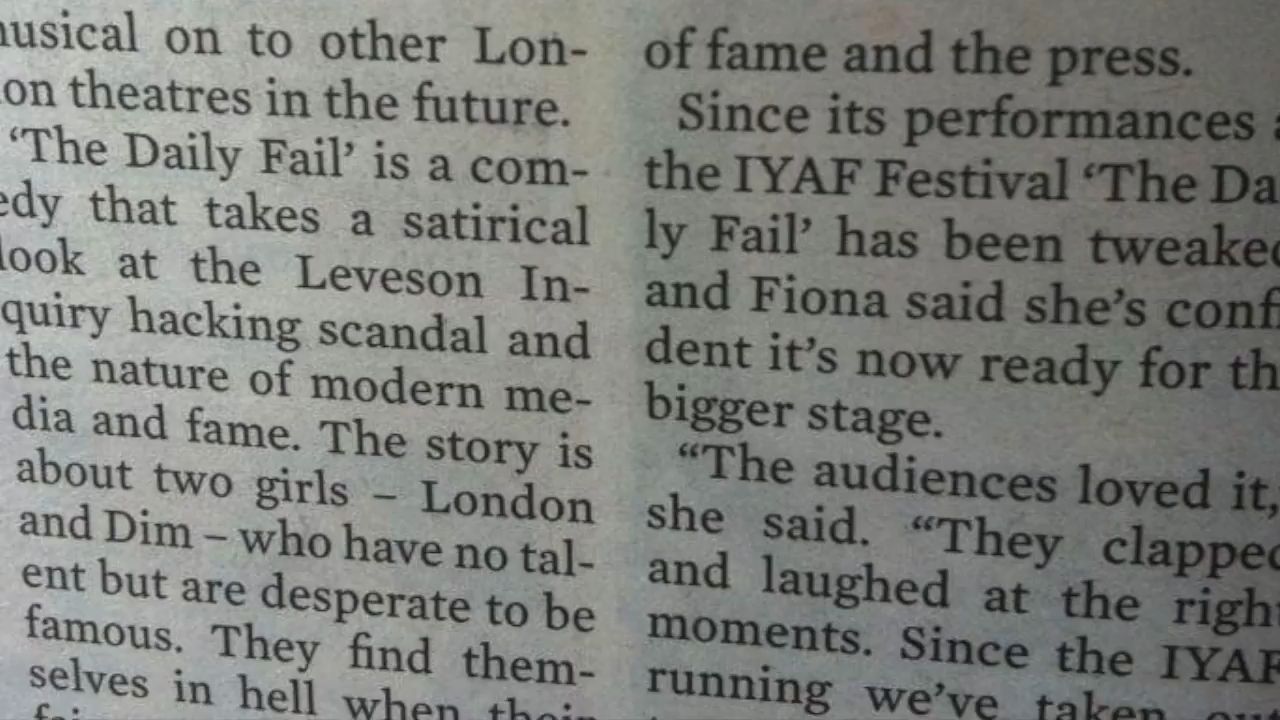 musical on to other Lon-
on theatres in the future.
‘The Daily Fail’ is a com-
edy that takes a satirical
look at the Leveson In-
quiry hacking scandal and
the nature of modern me-
dia and fame. The story is
about two girls – London
and Dim – who have no tal-
ent but are desperate to be
famous. They find them-
selves in hell when their
of fame and the press.
Since its performances
the IYAF Festival ‘The Da
ly Fail’ has been tweaked
and Fiona said she’s conf
dent it’s now ready for th
bigger stage.
“The audiences loved it,
she said. “They clapped
and laughed at the right
moments. Since the IYAF
running we’ve taken out